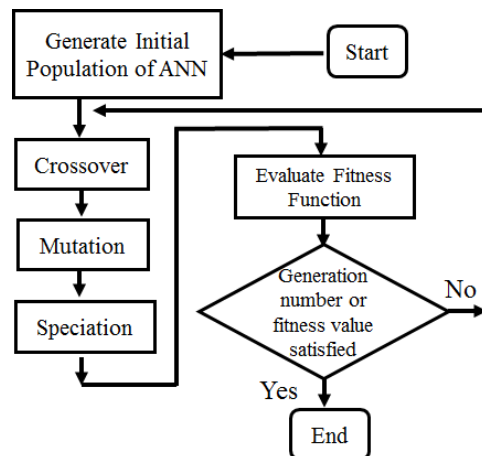 Start
Generate Initial
Population of ANN
Crossover
Mutation
Speciation
Evaluate Fitness
Function
Generation
number or
fitness value
satisfied
No
Yes
End